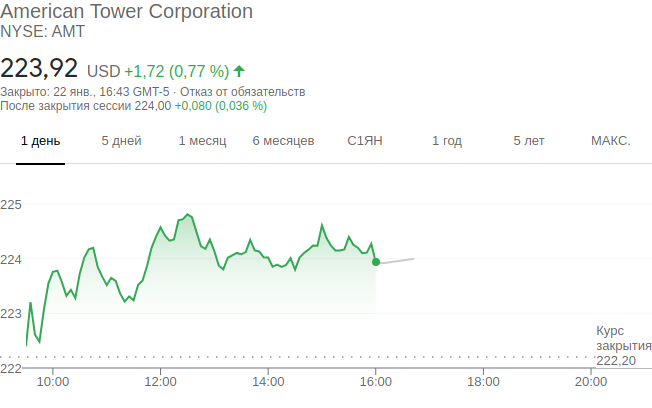 American Tower Corporation
NYSE: AMT
223,92 USD +1,72 (0,77 %)
Закрыто: 22 янв., 16:43 GMT-5 · Отказ от обязательств
После закрытия сессии 224,00 +0,080 (0,036 %)
1 день 5 дней 1 месяц 6 месяцев С1ЯН 1 год 5 лет МАКС.
225
224
223
Курс
закрытия
222,20
222
10:00 12:00 14:00 16:00 18:00 20:00